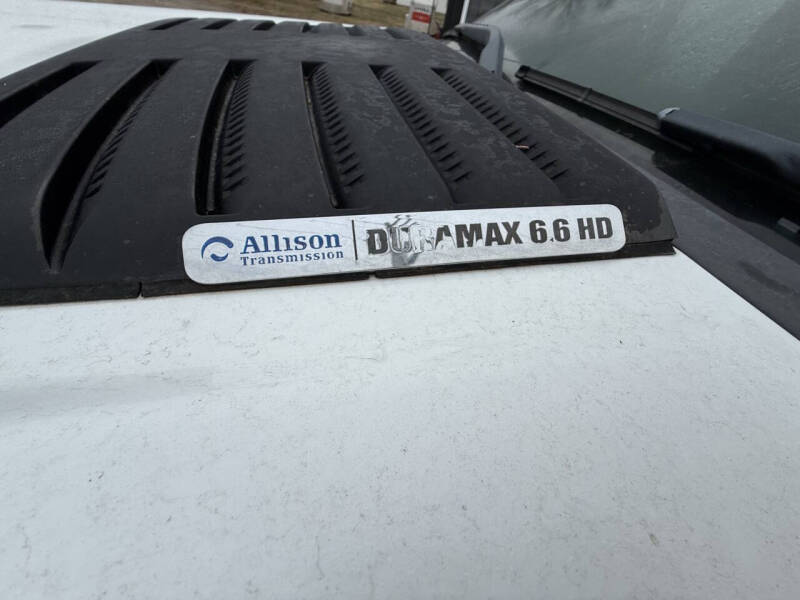 Allison
Transmission
DURAMAX 6.6 HD